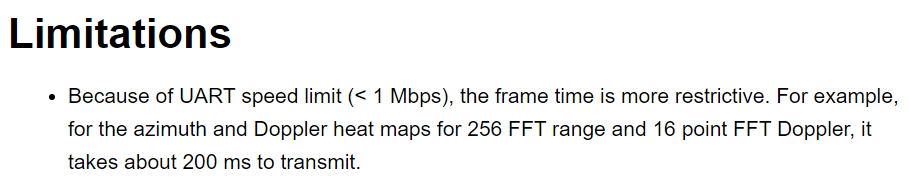 Limitations
• Because of UART speed limit (< 1 Mbps), the frame time is more restrictive. For example,
for the azimuth and Doppler heat maps for 256 FFT range and 16 point FFT Doppler, it
takes about 200 ms to transmit.